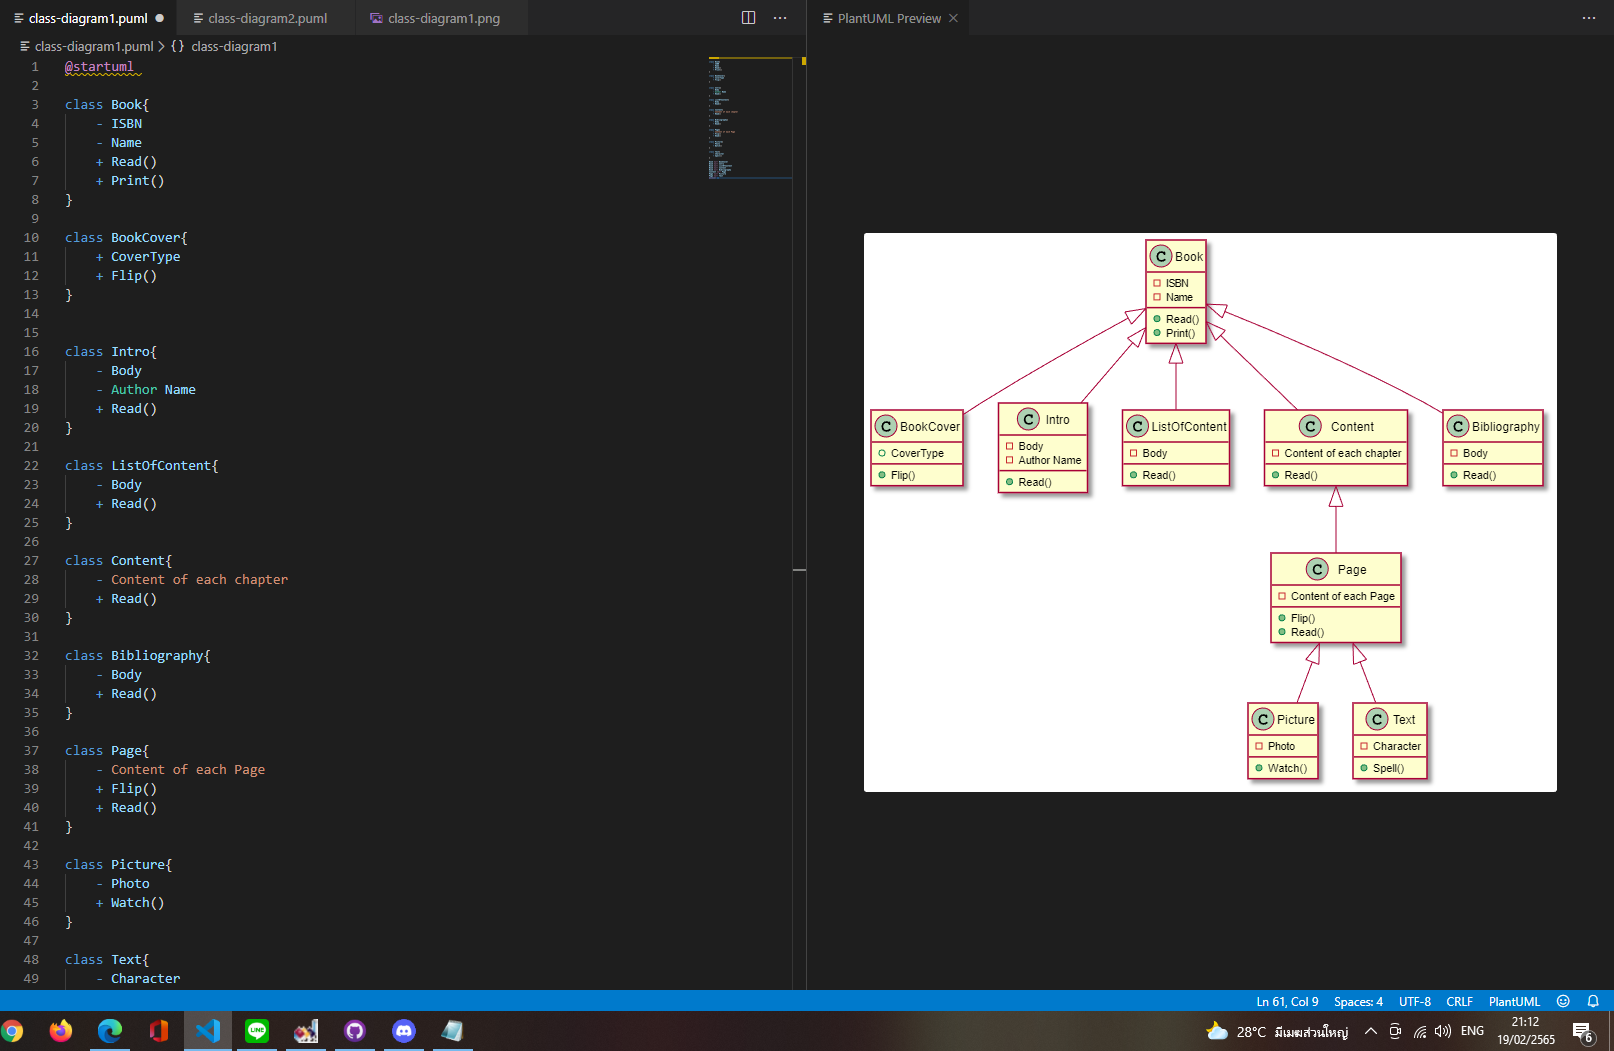 class-diagram1.puml
class-diagram2.puml
class-diagram1.png
PlantUML Preview
class-diagram1.puml > {} class-diagram1
1 @startuml
2
3 class Book{
4 - ISBN
5 - Name
6 + Read()
7 + Print()
8 }
9
10 class BookCover{
11 + CoverType
12 + Flip()
13 }
14
15
16 class Intro{
17 - Body
18 - Author Name
19 + Read()
20 }
21
22 class ListOfContent{
23 - Body
24 + Read()
25 }
26
27 class Content{
28 - Content of each chapter
29 + Read()
30 }
31
32 class Bibliography{
33 - Body
34 + Read()
35 }
36
37 class Page{
38 - Content of each Page
39 + Flip()
40 + Read()
41 }
42
43 class Picture{
44 - Photo
45 + Watch()
46 }
47
48 class Text{
49 - Character
C Book
ISBN
Name
Read()
Print()
C BookCover
CoverType
Flip()
C Intro
Body
Author Name
Read()
C ListOfContent
Body
Read()
C Content
Content of each chapter
Read()
C Bibliography
Body
Read()
C Page
Content of each Page
Flip()
Read()
C Picture
Photo
Watch()
C Text
Character
Spell()
Ln 61, Col 9 Spaces: 4 UTF-8 CRLF PlantUML
LINE
28°C มีเมฆส่วนใหญ่
ENG
21:12
19/02/2565
6